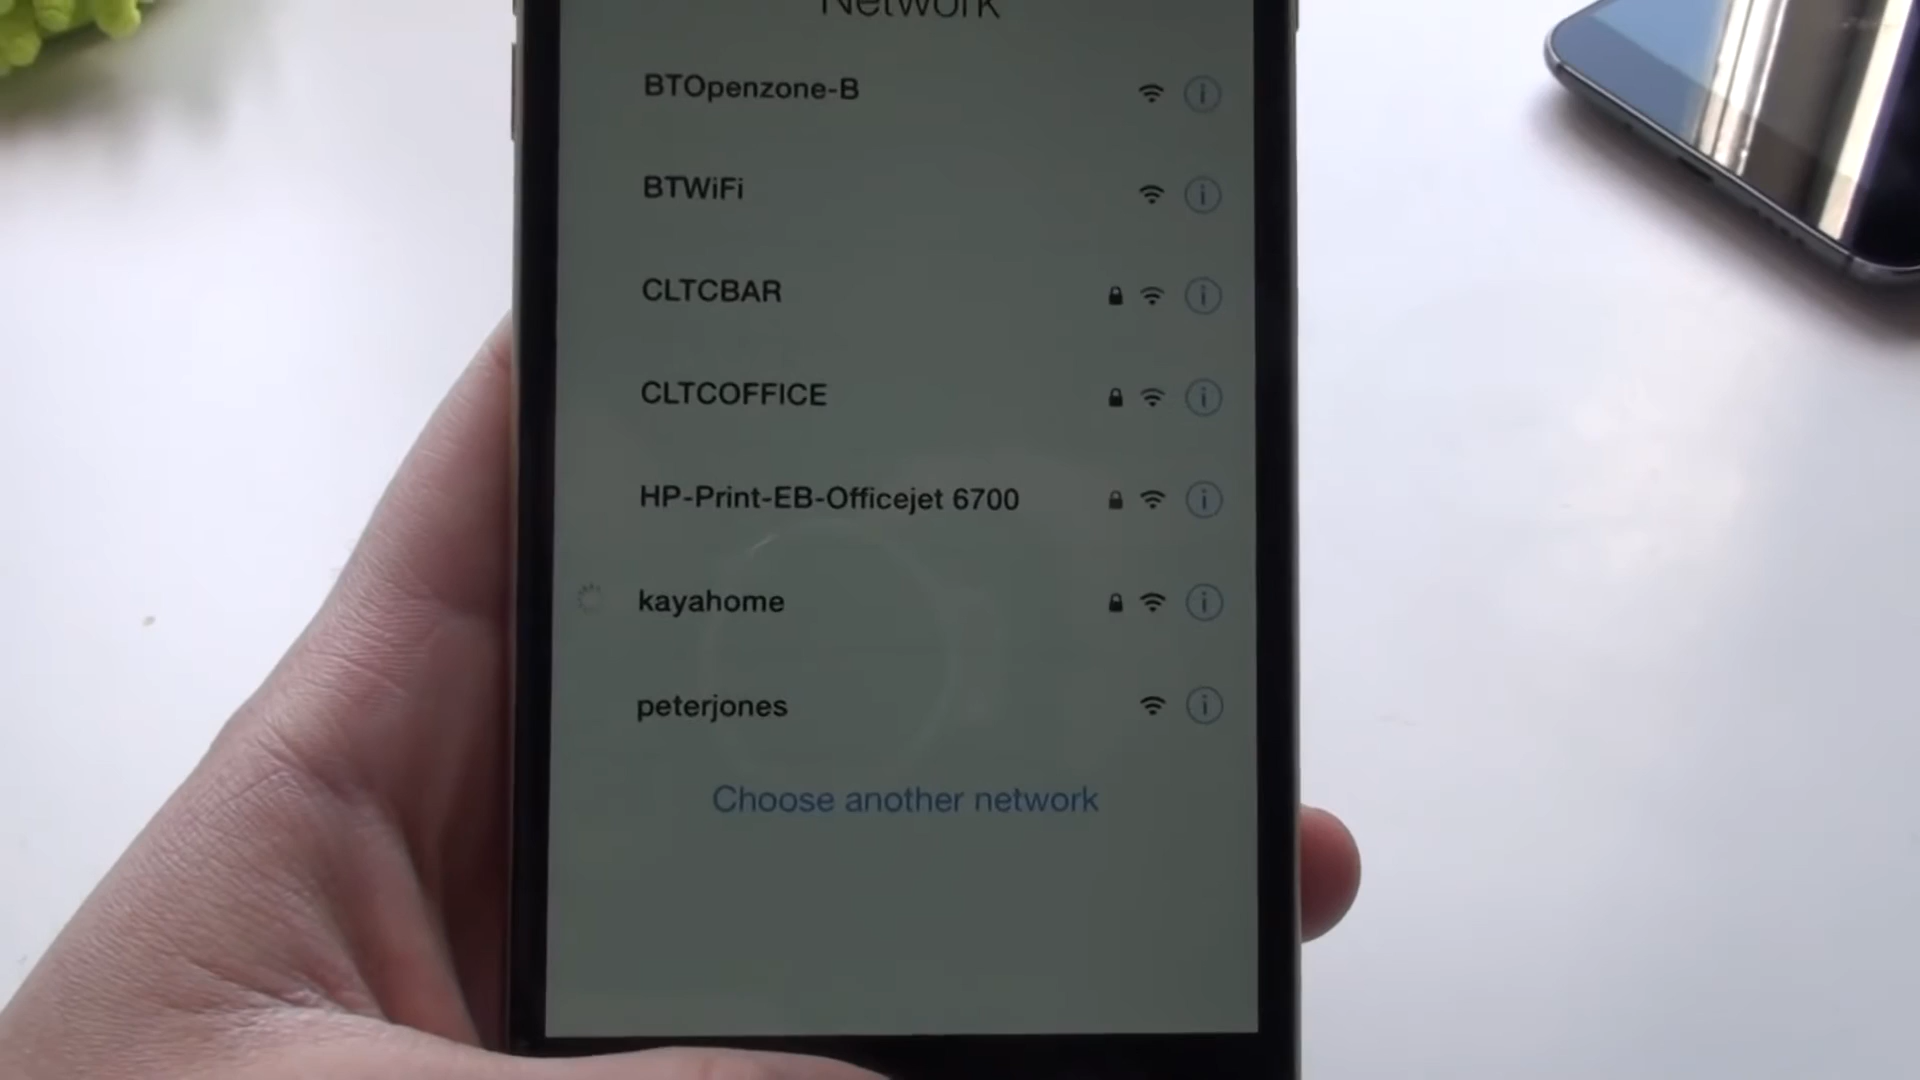 Network
BTOpenzone-B
BTWiFi
CLTCBAR
CLTCOFFICE
HP-Print-EB-Officejet 6700
kayahome
peterjones
Choose another network